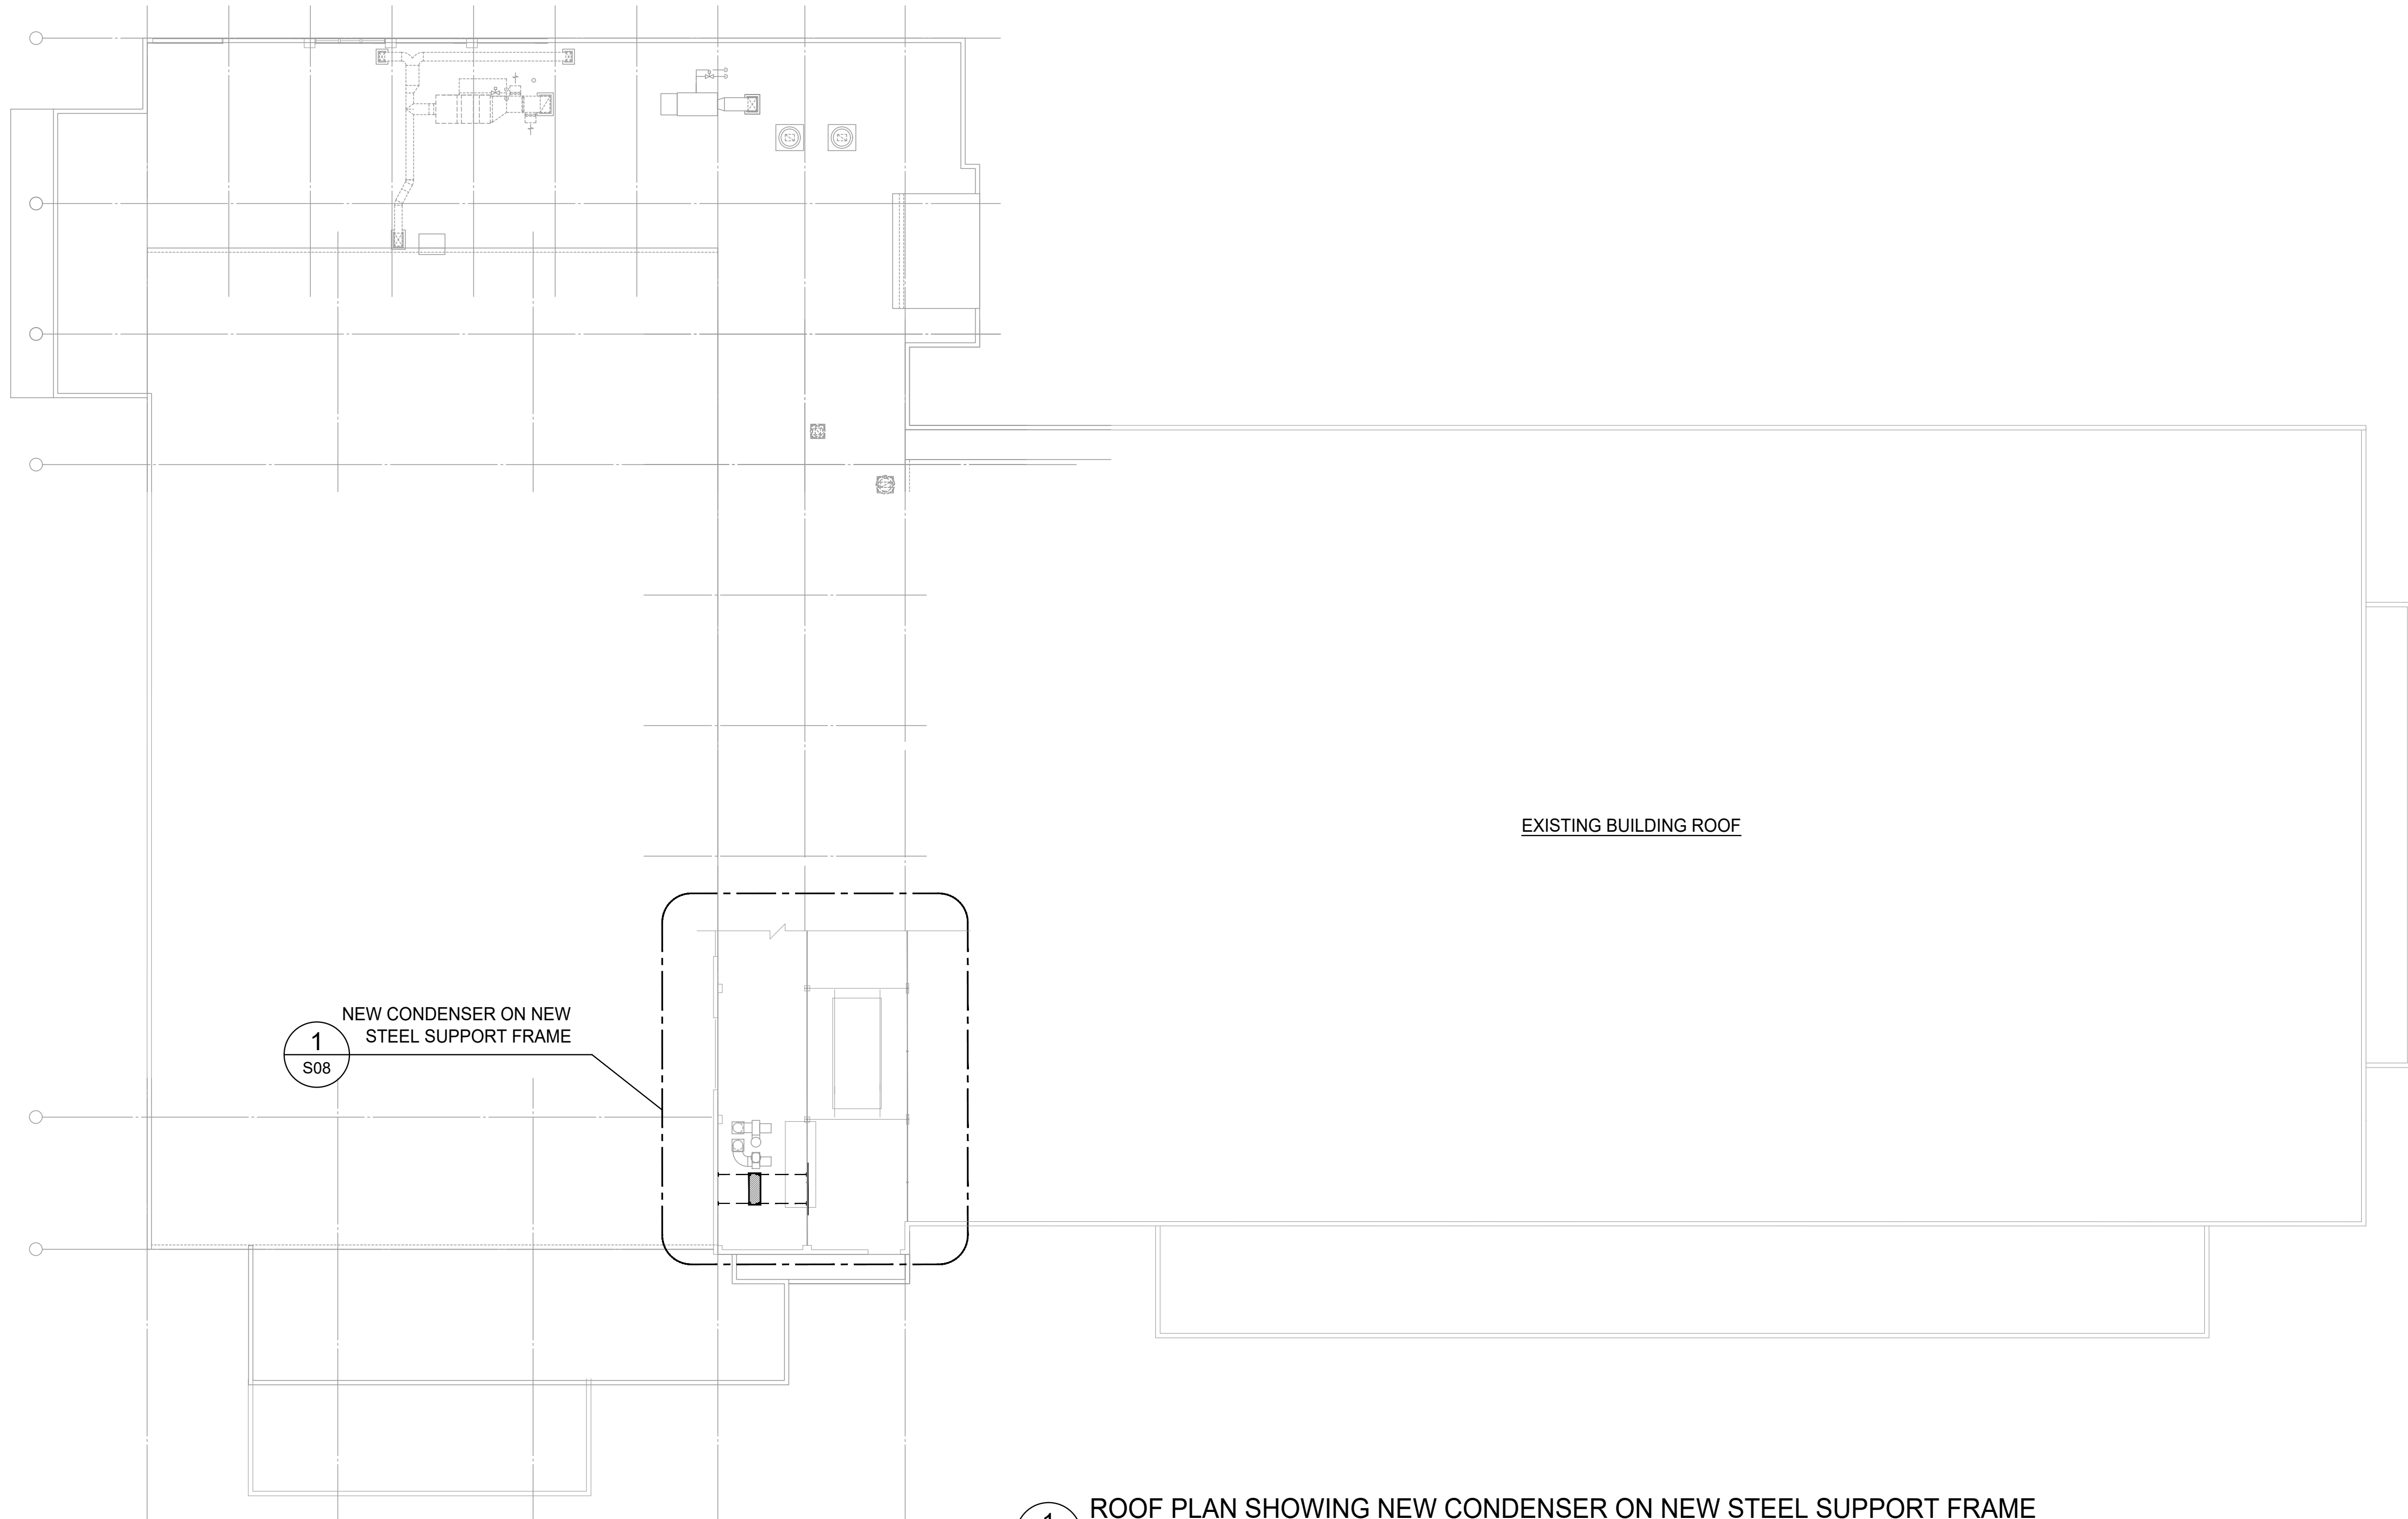 EXISTING BUILDING ROOF
NEW CONDENSER ON NEW
STEEL SUPPORT FRAME
1
S08
1
ROOF PLAN SHOWING NEW CONDENSER ON NEW STEEL SUPPORT FRAME